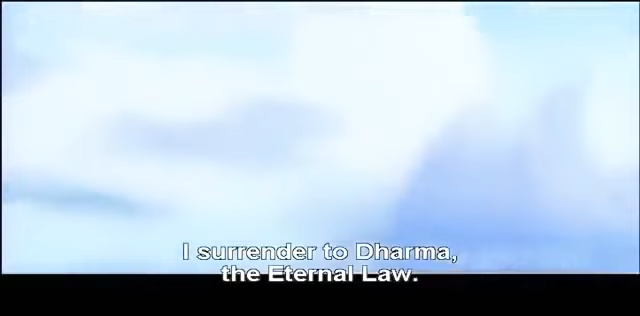 I surrender to Dharma,
the Eternal Law.